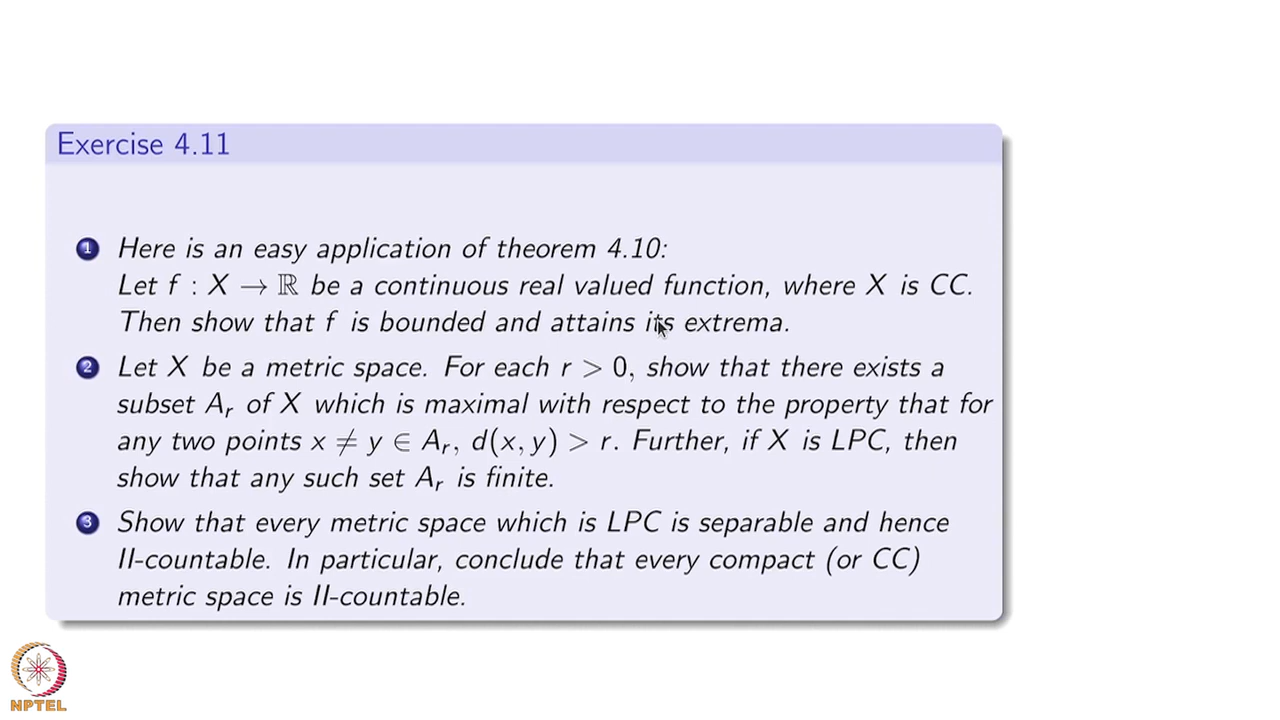 Exercise 4.11
1 Here is an easy application of theorem 4.10:
Let f : X → ℝ be a continuous real valued function, where X is CC.
Then show that f is bounded and attains its extrema.
2 Let X be a metric space. For each r > 0, show that there exists a
subset Aᵣ of X which is maximal with respect to the property that for
any two points x ≠ y ∈ Aᵣ, d(x, y) > r. Further, if X is LPC, then
show that any such set Aᵣ is finite.
3 Show that every metric space which is LPC is separable and hence
II-countable. In particular, conclude that every compact (or CC)
metric space is II-countable.
NPTEL